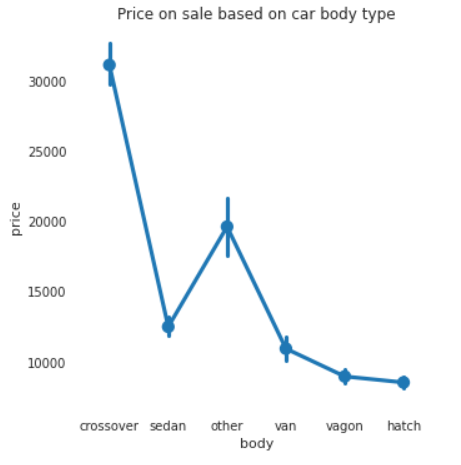 Price on sale based on car body type
30000
25000
20000
15000
10000
price
crossover sedan other van vagon hatch
body